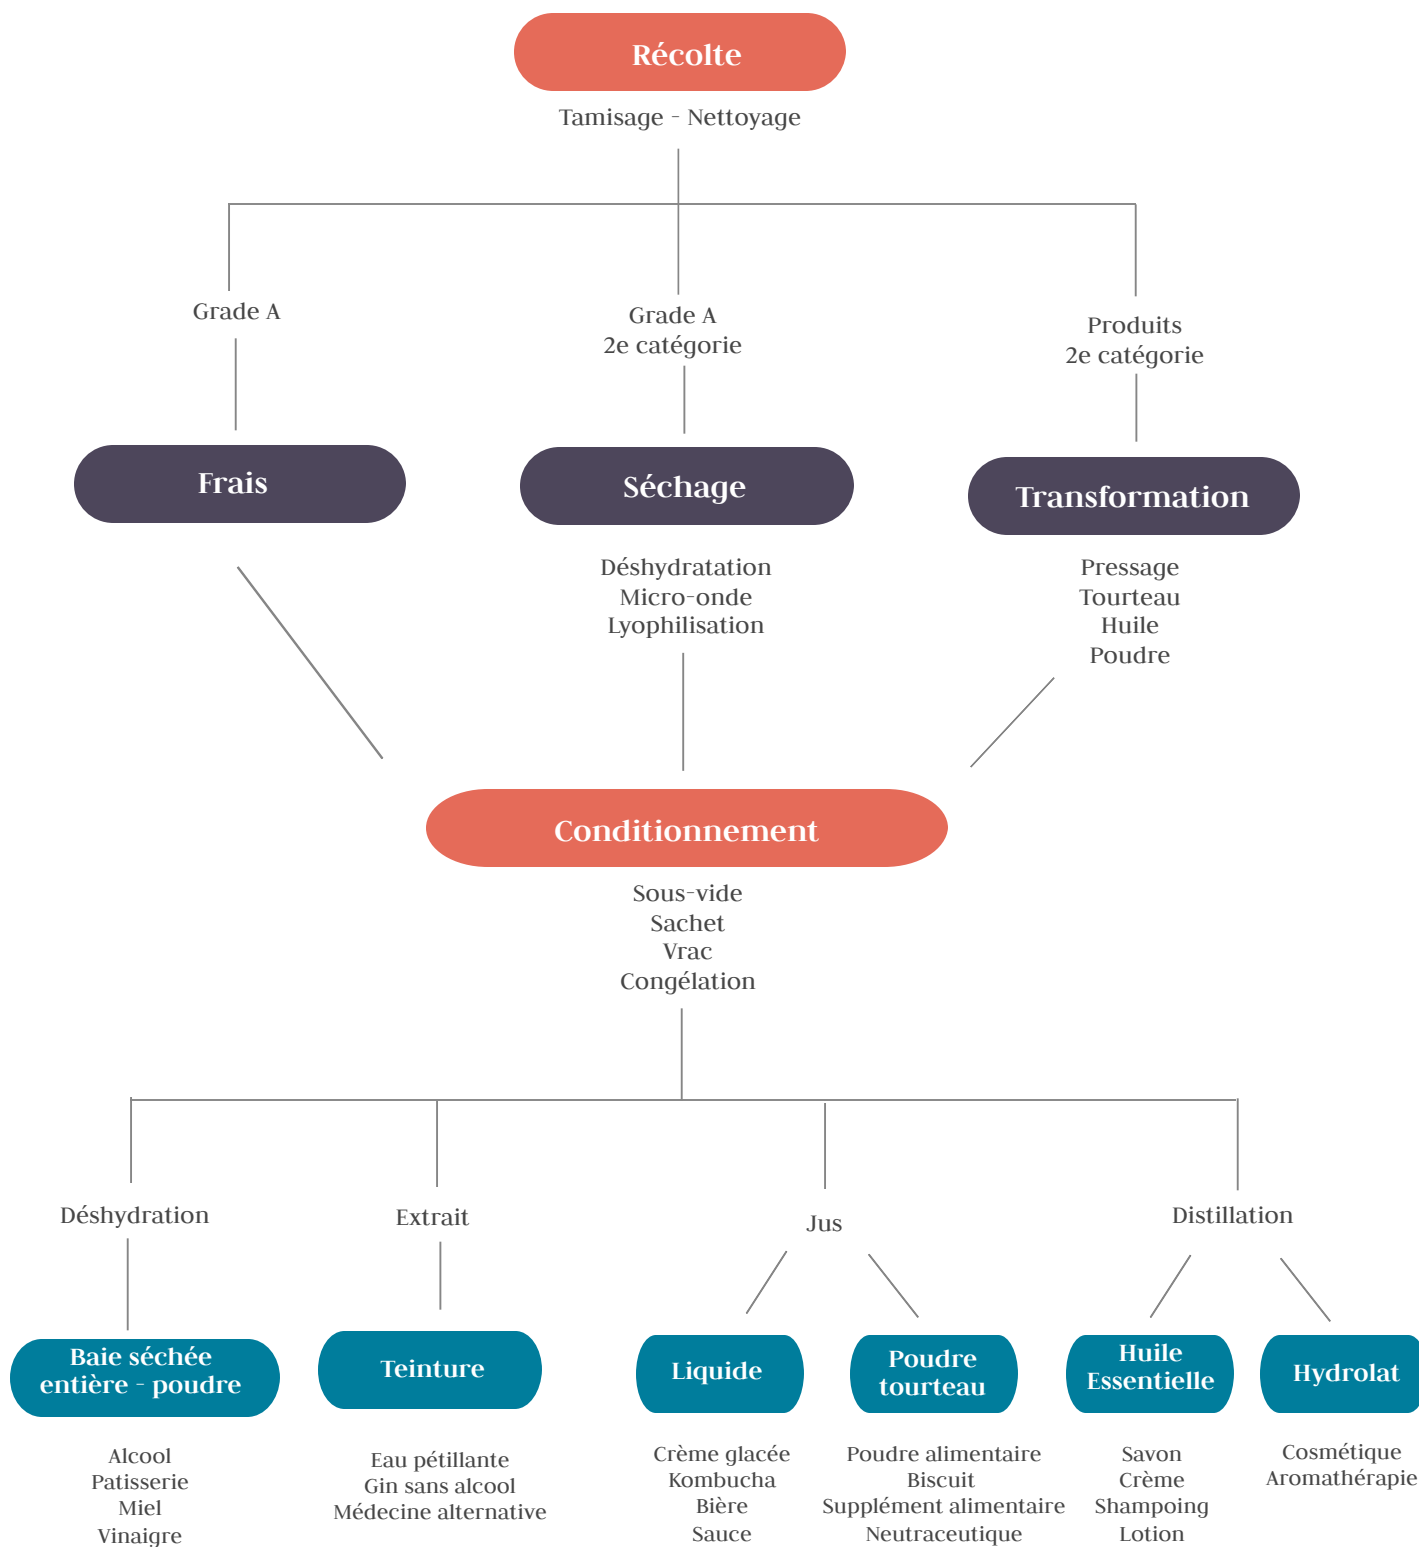 Récolte
Tamisage - Nettoyage
Grade A
Grade A
2e catégorie
Produits
2e catégorie
Frais
Séchage
Transformation
Déshydratation
Micro-onde
Lyophilisation
Pressage
Tourteau
Huile
Poudre
Conditionnement
Sous-vide
Sachet
Vrac
Congélation
Déshydration
Extrait
Jus
Distillation
Baie séchée
entière - poudre
Teinture
Liquide
Poudre
tourteau
Huile
Essentielle
Hydrolat
Alcool
Patisserie
Miel
Vinaigre
Eau pétillante
Gin sans alcool
Médecine alternative
Crème glacée
Kombucha
Bière
Sauce
Poudre alimentaire
Biscuit
Supplément alimentaire
Neutraceutique
Savon
Crème
Shampoing
Lotion
Cosmétique
Aromathérapie